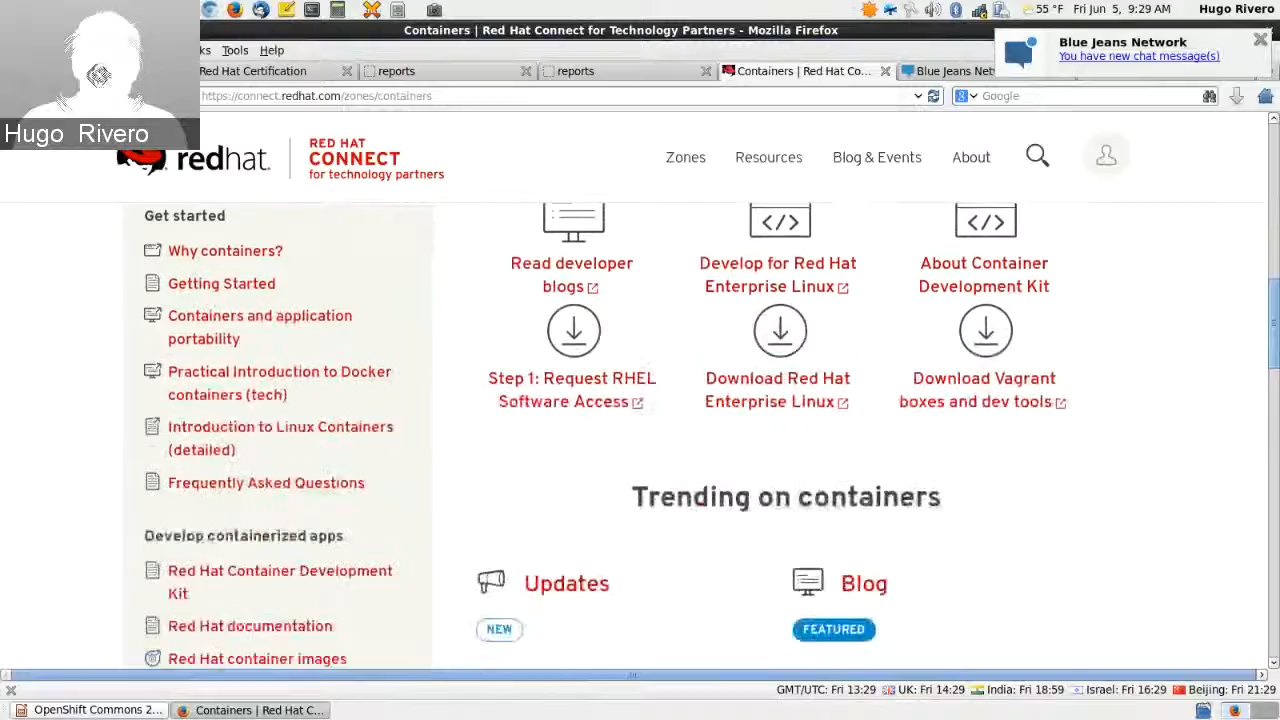 55 °F Fri Jun 5, 9:29 AM Hugo Rivero
Containers | Red Hat Connect for Technology Partners - Mozilla Firefox
ks Tools Help
Blue Jeans Network
You have new chat message(s)
Red Hat Certification
reports
reports
Containers | Red Hat Co...
Blue Jeans Net
https://connect.redhat.com/zones/containers
Google
Hugo Rivero
redhat.
RED HAT
CONNECT
for technology partners
Zones Resources Blog & Events About
Get started
Why containers?
Getting Started
Containers and application
portability
Practical Introduction to Docker
containers (tech)
Introduction to Linux Containers
(detailed)
Frequently Asked Questions
Develop containerized apps
Red Hat Container Development
Kit
Red Hat documentation
Red Hat container images
Read developer
blogs
Develop for Red Hat
Enterprise Linux
About Container
Development Kit
Step 1: Request RHEL
Software Access
Download Red Hat
Enterprise Linux
Download Vagrant
boxes and dev tools
Trending on containers
Updates
NEW
Blog
FEATURED
GMT/UTC: Fri 13:29 UK: Fri 14:29 India: Fri 18:59 Israel: Fri 16:29 Beijing: Fri 21:29
OpenShift Commons 2...
Containers | Red Hat C...